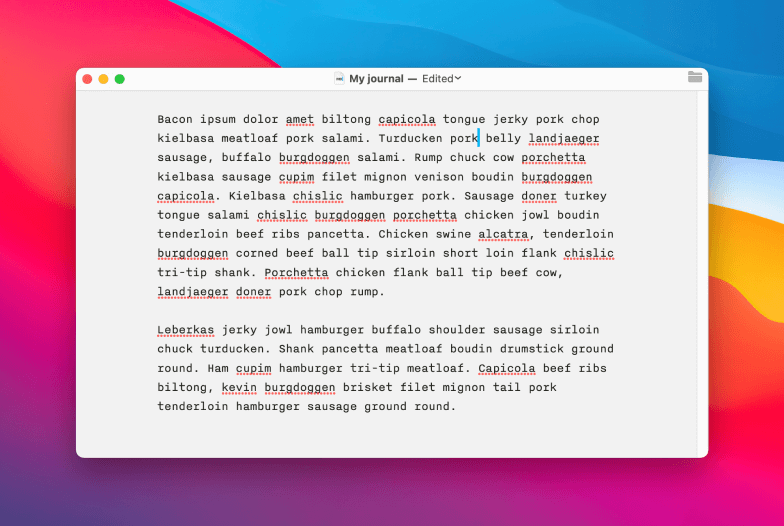 My journal — Edited
Bacon ipsum dolor amet biltong capicola tongue jerky pork chop
kielbasa meatloaf pork salami. Turducken pork belly landjaeger
sausage, buffalo burgdoggen salami. Rump chuck cow porchetta
kielbasa sausage cupim filet mignon venison boudin burgdoggen
capicola. Kielbasa chislic hamburger pork. Sausage doner turkey
tongue salami chislic burgdoggen porchetta chicken jowl boudin
tenderloin beef ribs pancetta. Chicken swine alcatra, tenderloin
burgdoggen corned beef ball tip sirloin short loin flank chislic
tri-tip shank. Porchetta chicken flank ball tip beef cow,
landjaeger doner pork chop rump.
Leberkas jerky jowl hamburger buffalo shoulder sausage sirloin
chuck turducken. Shank pancetta meatloaf boudin drumstick ground
round. Ham cupim hamburger tri-tip meatloaf. Capicola beef ribs
biltong, kevin burgdoggen brisket filet mignon tail pork
tenderloin hamburger sausage ground round.